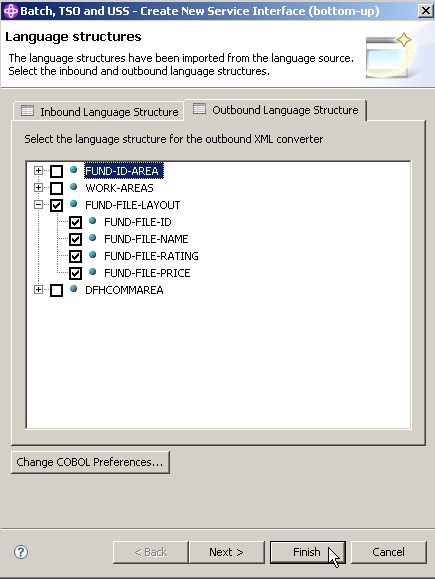 Batch, TSO and USS - Create New Service Interface (bottom-up)
Language structures
The language structures have been imported from the language source.
Select the inbound and outbound language structures.
Inbound Language Structure
Outbound Language Structure
Select the language structure for the outbound XML converter
FUND-ID-AREA
WORK-AREAS
FUND-FILE-LAYOUT
FUND-FILE-ID
FUND-FILE-NAME
FUND-FILE-RATING
FUND-FILE-PRICE
DFHCOMMAREA
Change COBOL Preferences...
? < Back Next > Finish Cancel